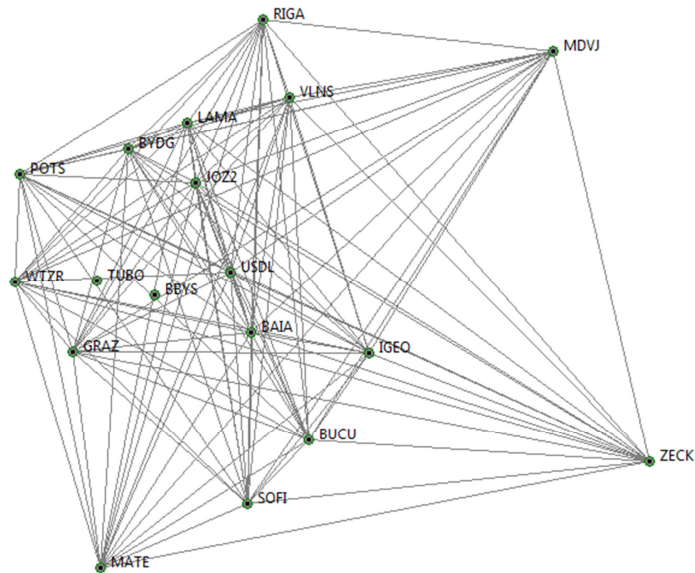 RIGA
MDVJ
VLNS
LAMA
BYDG
POTS
JOZ2
WTZR
TUBO
USDL
BBYS
BAIA
GRAZ
IGEO
BUCU
ZECK
SOFI
MATE